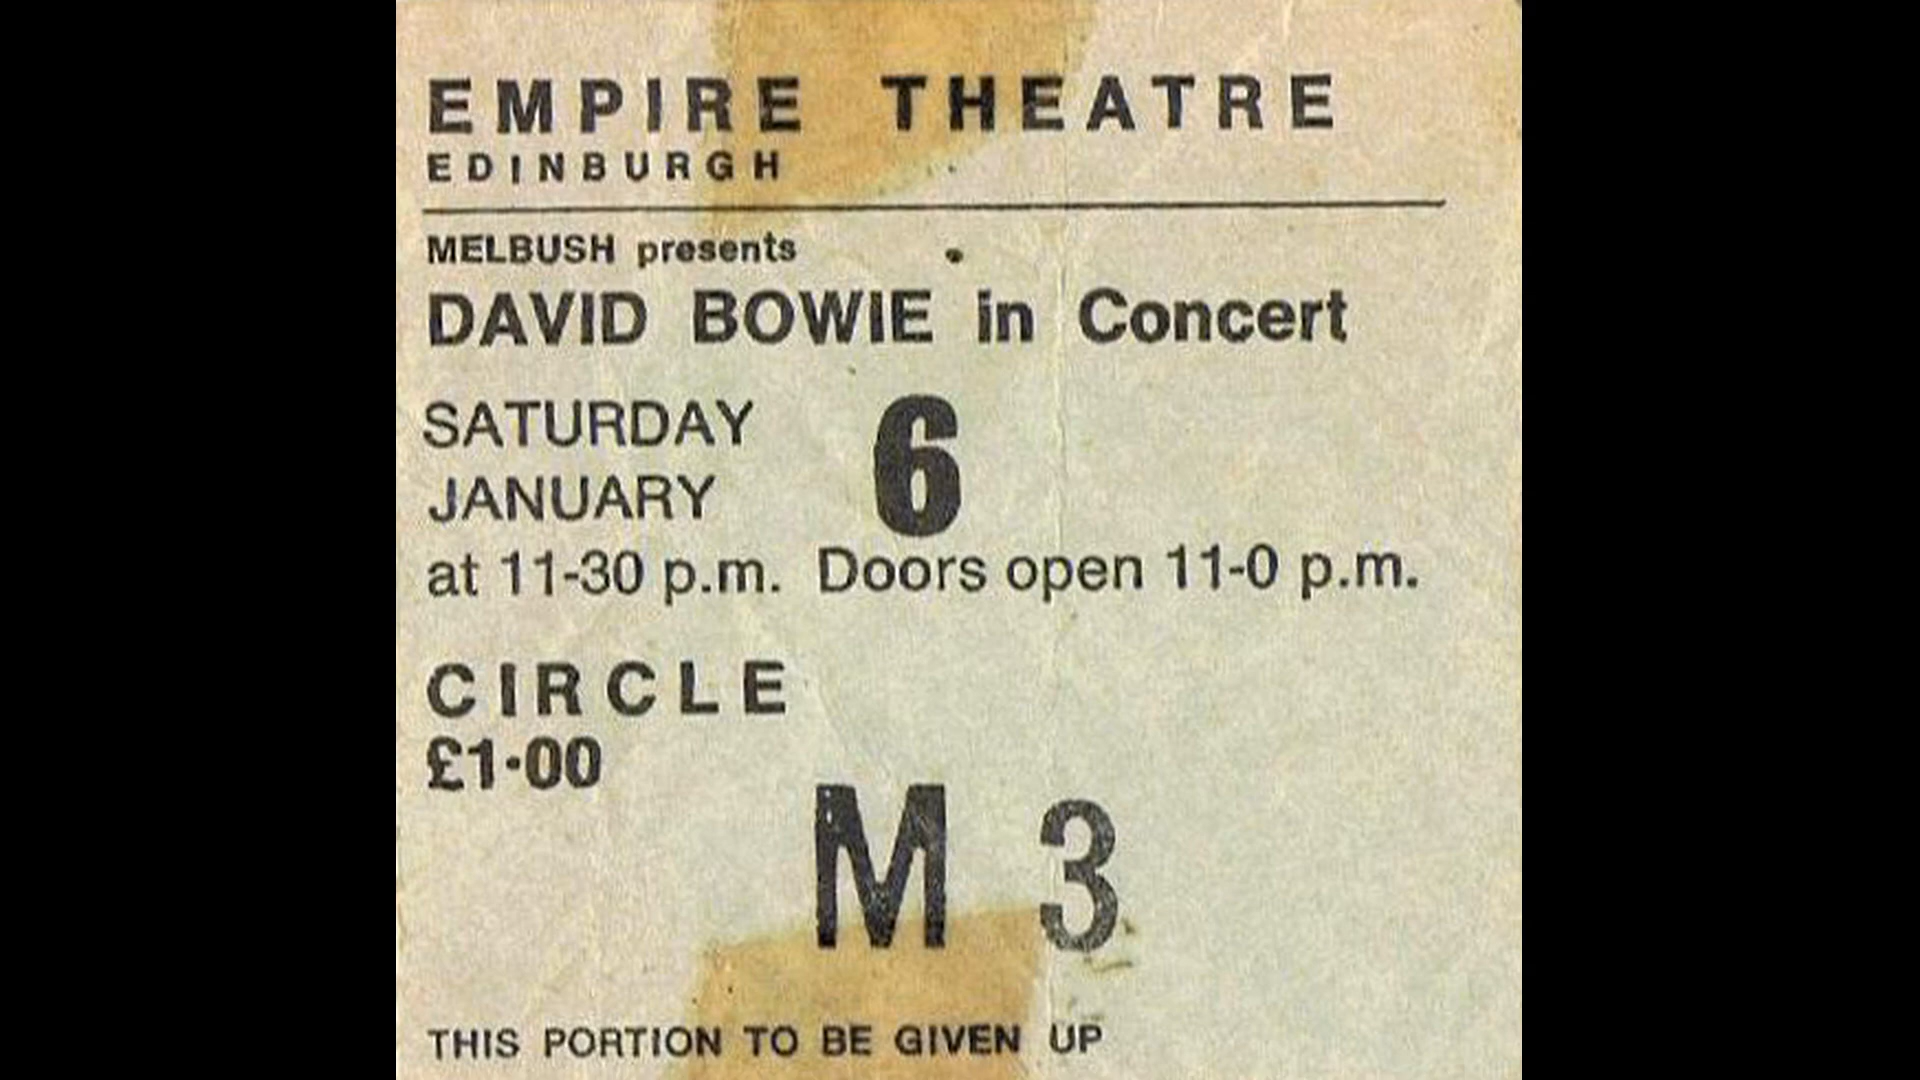 EMPIRE THEATRE
EDINBURGH
MELBUSH presents
DAVID BOWIE in Concert
SATURDAY
JANUARY 6
at 11-30 p.m. Doors open 11-0 p.m.
CIRCLE
£1·00
M 3
THIS PORTION TO BE GIVEN UP